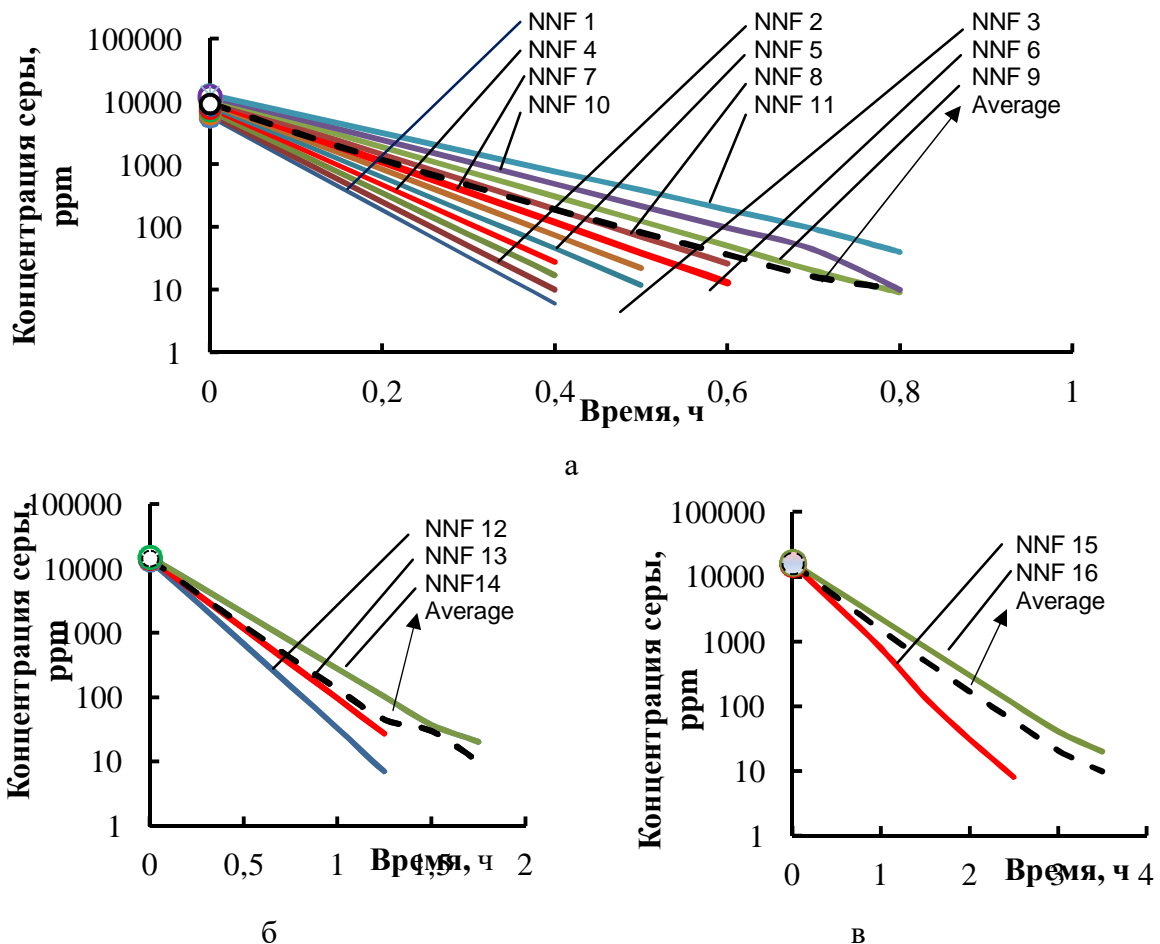 Концентрация серы,
ppm
100000
10000
1000
100
10
1
NNF 1
NNF 4
NNF 7
NNF 10
NNF 2
NNF 5
NNF 8
NNF 11
NNF 3
NNF 6
NNF 9
Average
0
0,2
0,4
0,6
0,8
1
Время, ч
а
Концентрация серы,
ppm
100000
10000
1000
100
10
1
NNF 12
NNF 13
NNF14
Average
0
0,5
1
1,5
2
Время, ч
б
Концентрация серы,
ppm
100000
10000
1000
100
10
1
NNF 15
NNF 16
Average
0
1
2
3
4
Время, ч
в